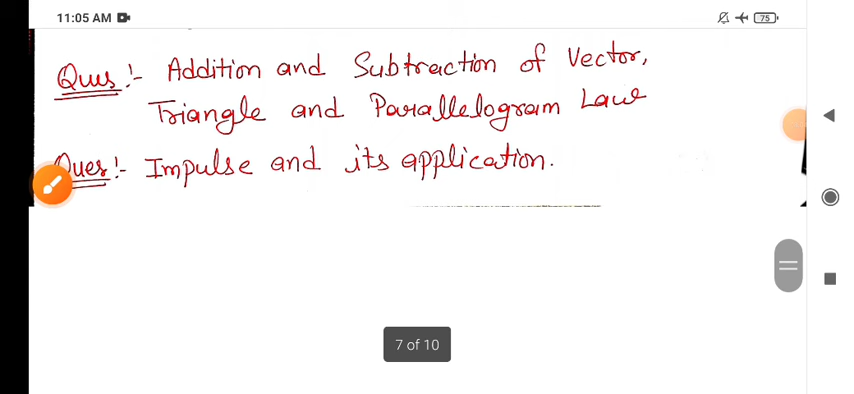 11:05 AM
75
Ques :- Addition and Subtraction of Vector,
Triangle and Parallelogram Law
Ques :- Impulse and its application.
7 of 10